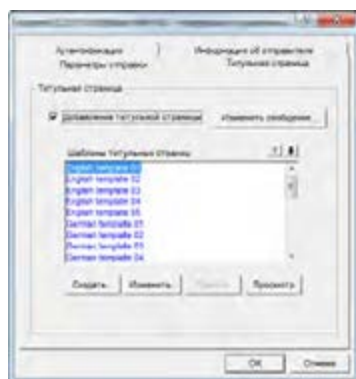 Аутентификация
Информация об отправителе
Параметры отправки
Титульная страница
Титульная страница
Добавление титульной страницы
Изменить сообщение
Шаблоны титульных страниц
English template 01
English template 02
English template 03
English template 04
English template 05
German template 01
German template 02
German template 03
German template 04
Создать
Изменить
Просмотр
OK
Отмена